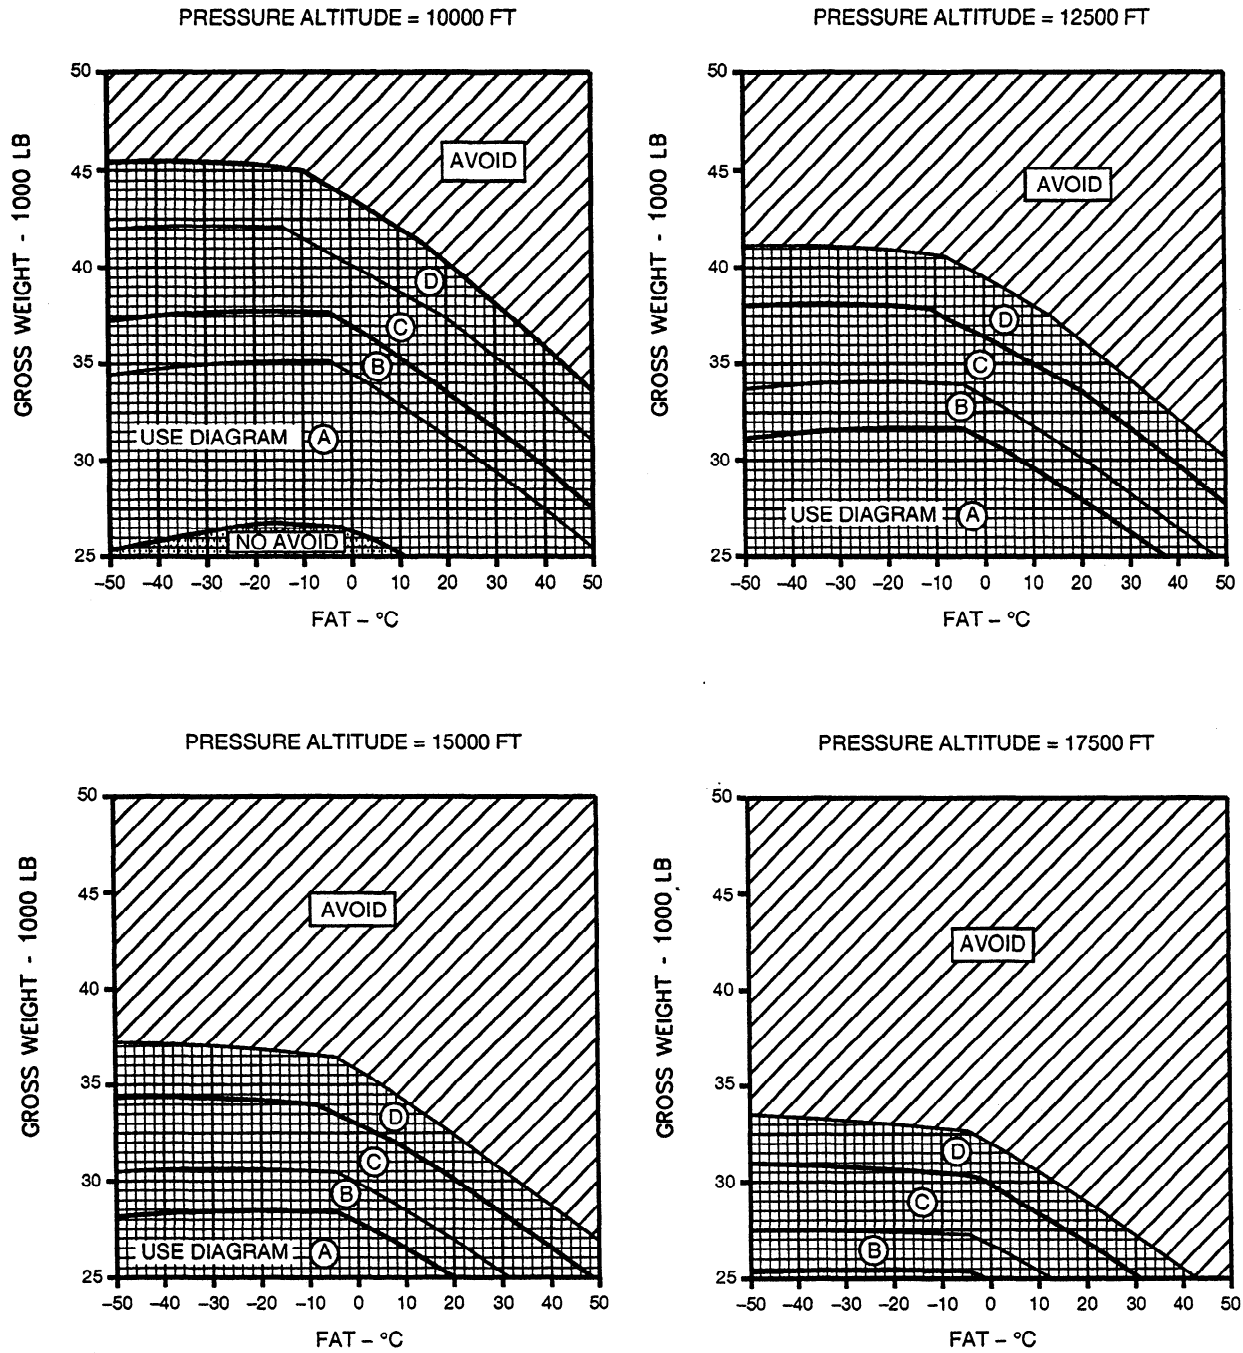 PRESSURE ALTITUDE = 10000 FT
GROSS WEIGHT - 1000 LB
50
45
40
35
30
25
AVOID
D
C
B
USE DIAGRAM A
NO AVOID
-50 -40 -30 -20 -10 0 10 20 30 40 50
FAT - °C
PRESSURE ALTITUDE = 12500 FT
GROSS WEIGHT - 1000 LB
50
45
40
35
30
25
AVOID
D
C
B
USE DIAGRAM A
-50 -40 -30 -20 -10 0 10 20 30 40 50
FAT - °C
PRESSURE ALTITUDE = 15000 FT
GROSS WEIGHT - 1000 LB
50
45
40
35
30
25
AVOID
D
C
B
USE DIAGRAM A
-50 -40 -30 -20 -10 0 10 20 30 40 50
FAT - °C
PRESSURE ALTITUDE = 17500 FT
GROSS WEIGHT - 1000 LB
50
45
40
35
30
25
AVOID
D
C
B
-50 -40 -30 -20 -10 0 10 20 30 40 50
FAT - °C